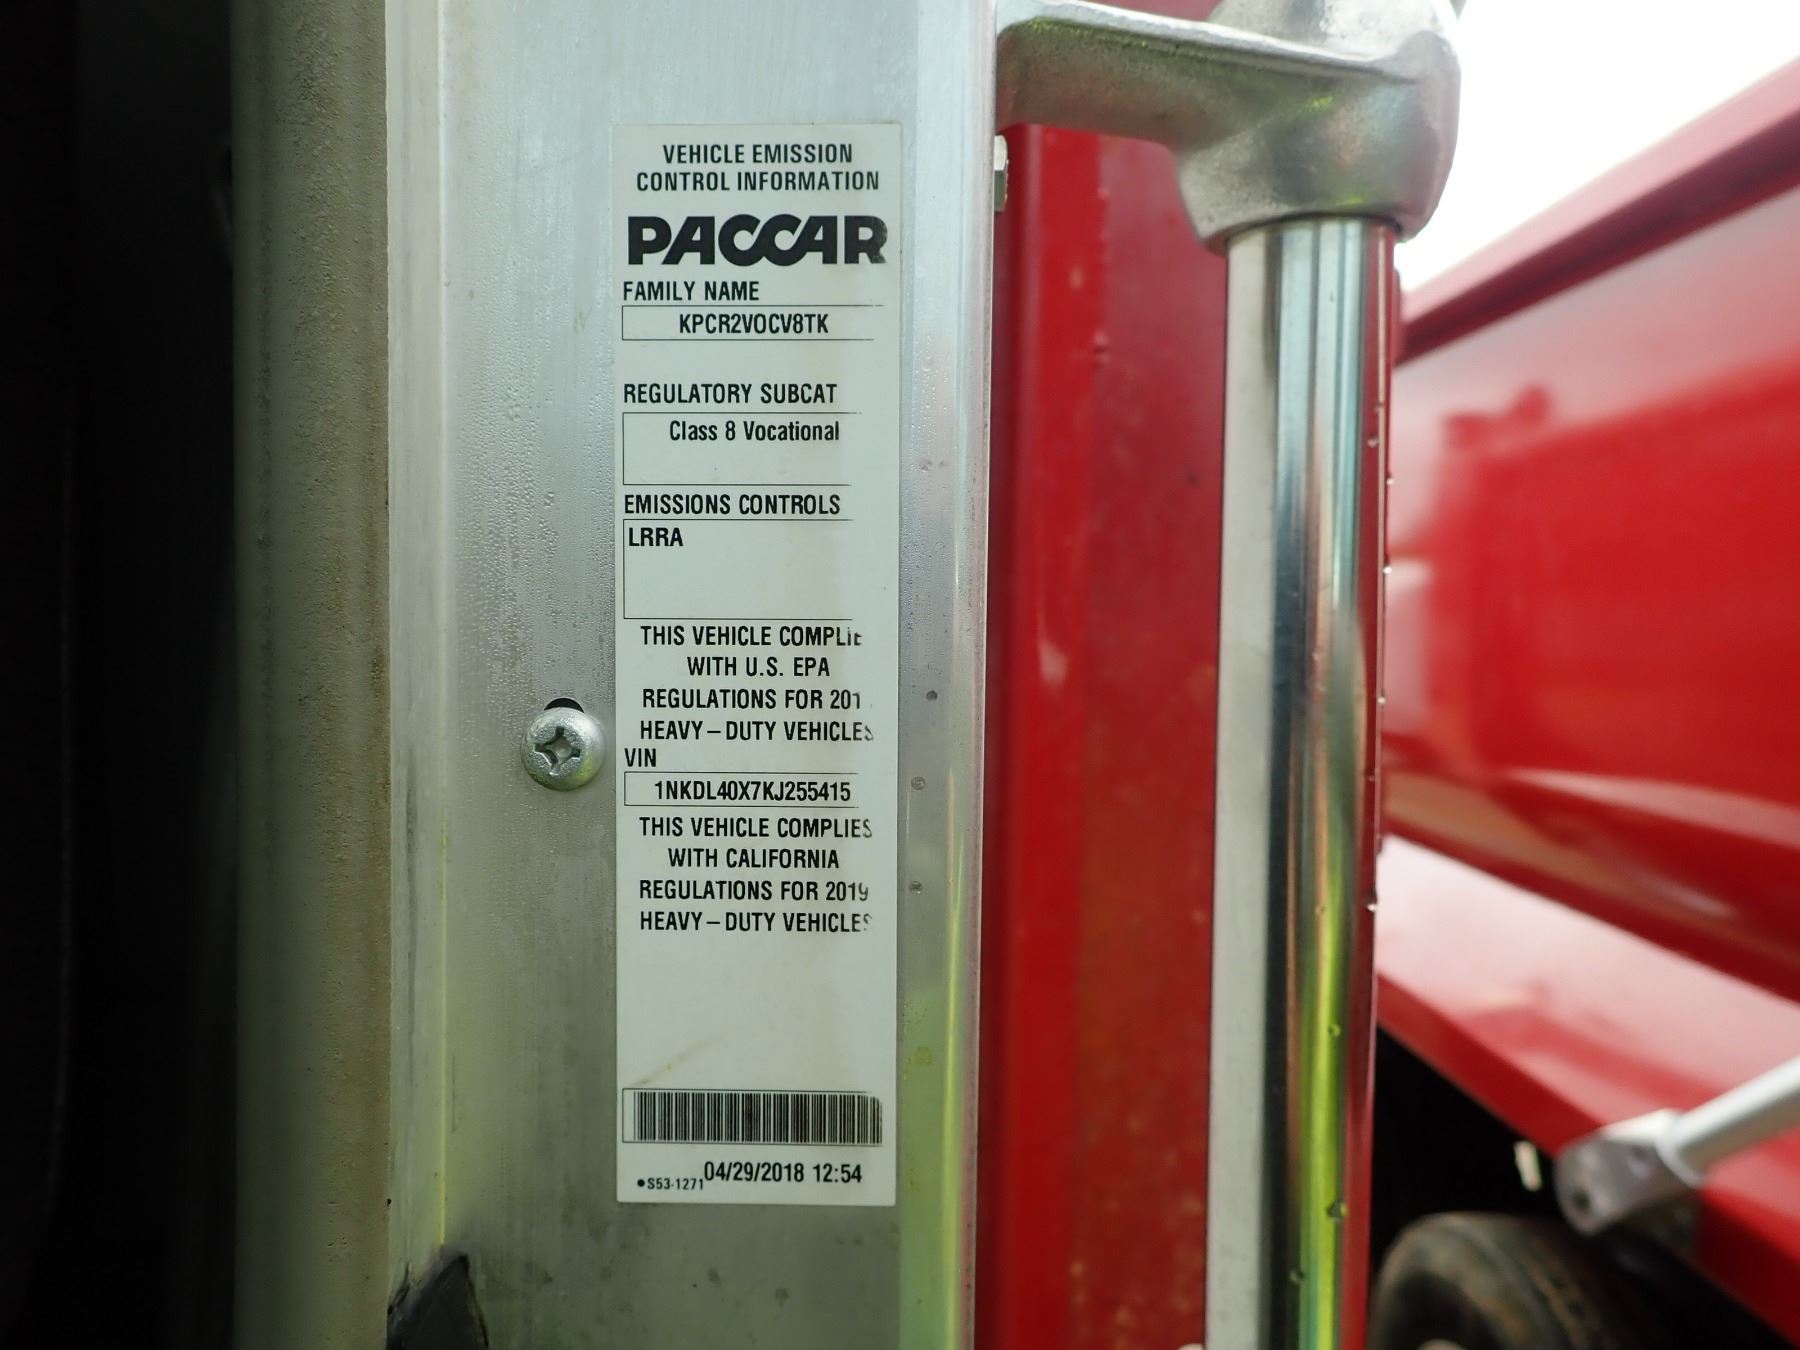 VEHICLE EMISSION
CONTROL INFORMATION
PACCAR
FAMILY NAME
KPCR2VOCV8TK
REGULATORY SUBCAT
Class 8 Vocational
EMISSIONS CONTROLS
LRRA
THIS VEHICLE COMPLIE
WITH U.S. EPA
REGULATIONS FOR 201
HEAVY–DUTY VEHICLES
VIN
1NKDL40X7KJ255415
THIS VEHICLE COMPLIES
WITH CALIFORNIA
REGULATIONS FOR 2019
HEAVY–DUTY VEHICLES
•S53-1271 04/29/2018 12:54